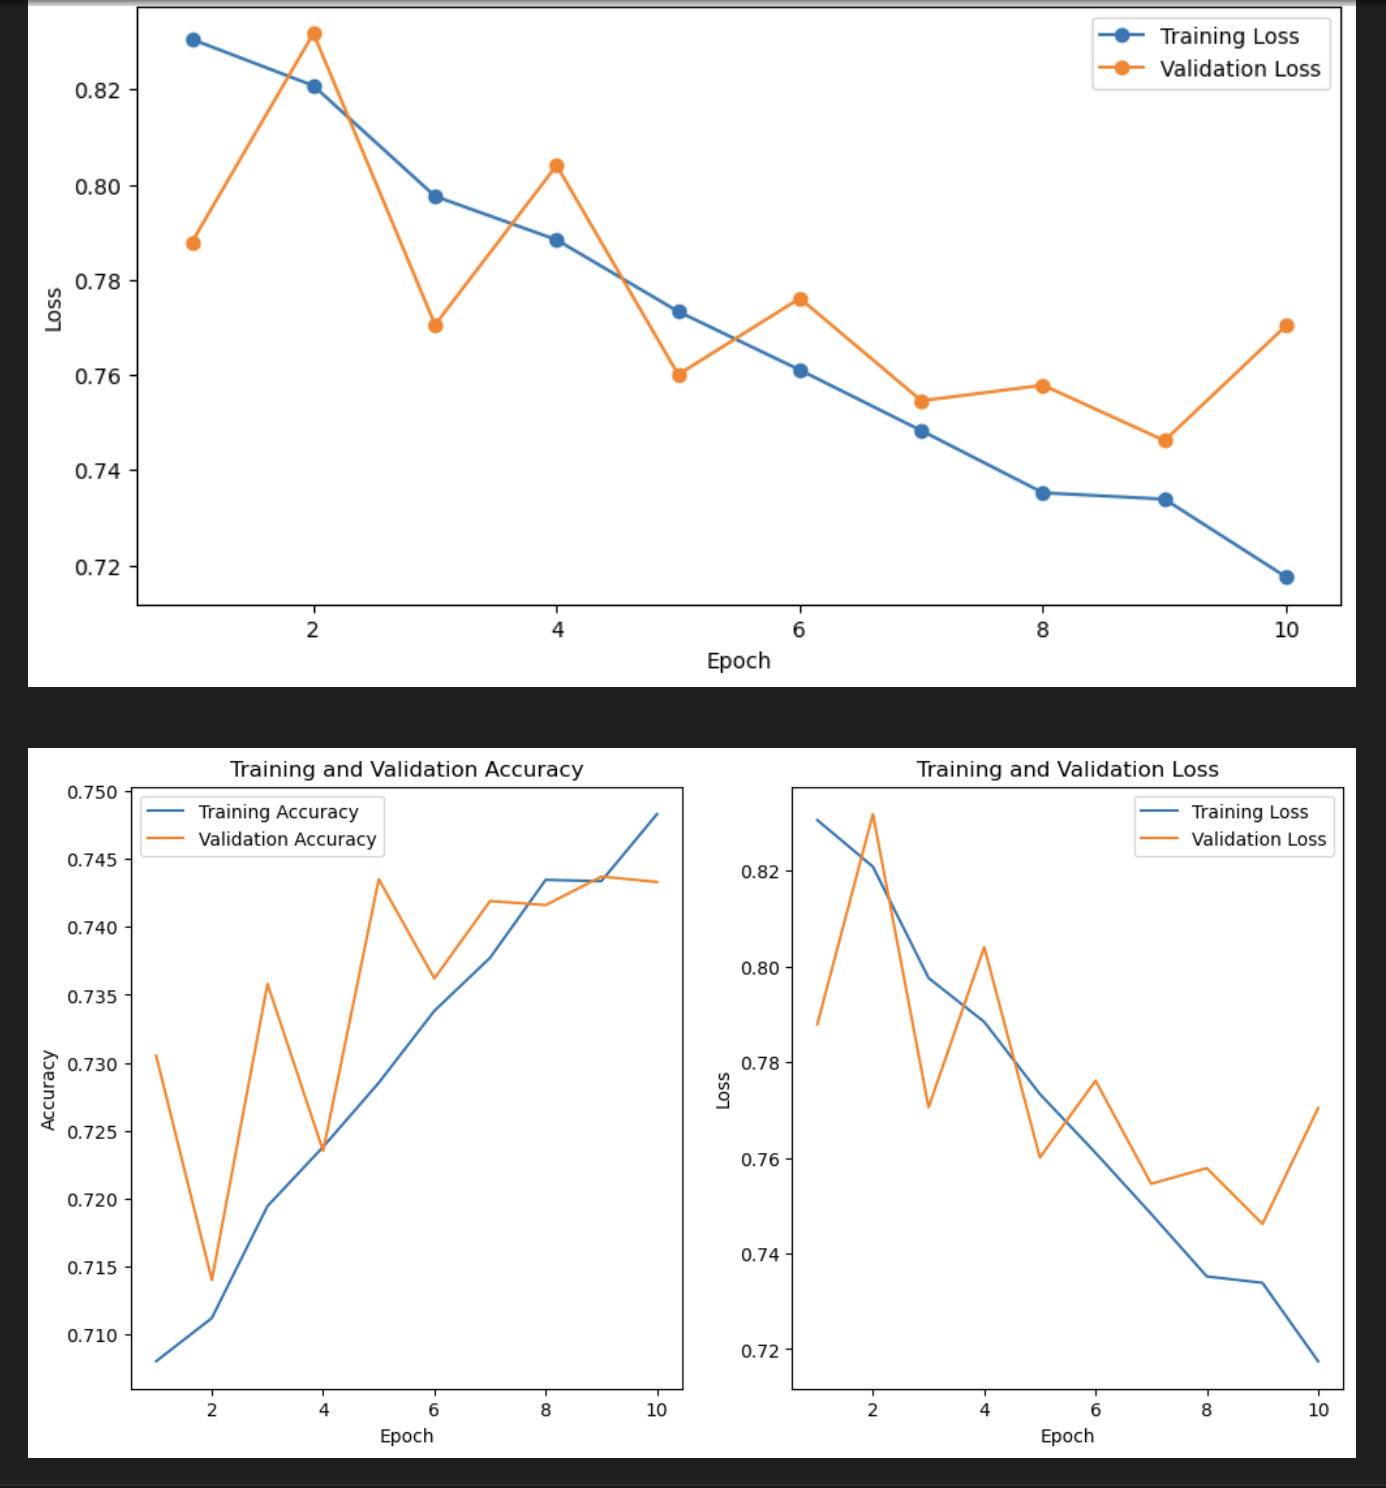 Training Loss
Validation Loss
0.82
0.80
0.78
0.76
0.74
0.72
Loss
2 4 6 8 10
Epoch
Training and Validation Accuracy
Training Accuracy
Validation Accuracy
0.750
0.745
0.740
0.735
0.730
0.725
0.720
0.715
0.710
Accuracy
2 4 6 8 10
Epoch
Training and Validation Loss
Training Loss
Validation Loss
0.82
0.80
0.78
0.76
0.74
0.72
Loss
2 4 6 8 10
Epoch